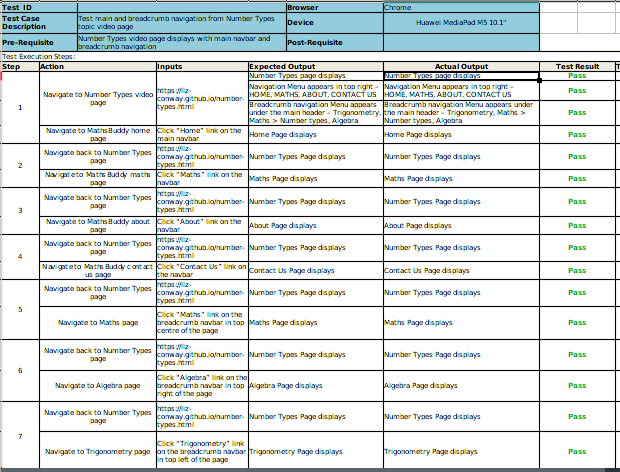 Test ID
Browser
Chrome
Test Case
Description
Test main and breadcrumb navigation from Number Types
topic video page
Device
Huawei MediaPad M5 10.1"
Pre-Requisite
Number Types video page displays with main navbar and
breadcrumb navigation
Post-Requisite
Test Execution Steps:
Step
Action
Inputs
Expected Output
Actual Output
Test Result
T
1
Navigate to Number Types video
page
https://liz-
conway.github.io/number-
types.html
Number Types page displays
Number Types page displays
Pass
Navigation Menu appears in top right –
HOME, MATHS, ABOUT, CONTACT US
Navigation Menu appears in top right –
HOME, MATHS, ABOUT, CONTACT US
Pass
Breadcrumb navigation Menu appears
under the main header – Trigonometry,
Maths > Number types, Algebra
Breadcrumb navigation Menu appears under
the main header – Trigonometry, Maths >
Number types, Algebra
Pass
Navigate to MathsBuddy home
page
Click "Home" link on the
main navbar
Home Page displays
Home Page displays
Pass
2
Navigate back to Number Types
page
https://liz-
conway.github.io/number-
types.html
Number Types Page displays
Number Types Page displays
Pass
Navigate to MathsBuddy maths
page
Click "Maths" link on the
navbar
Maths Page displays
Maths Page displays
Pass
3
Navigate back to Number Types
page
https://liz-
conway.github.io/number-
types.html
Number Types Page displays
Number Types Page displays
Pass
Navigate to MathsBuddy about
page
Click "About" link on the
navbar
About Page displays
About Page displays
Pass
4
Navigate back to Number Types
page
https://liz-
conway.github.io/number-
types.html
Number Types Page displays
Number Types Page displays
Pass
Navigate to MathsBuddy contact
us page
Click "Contact Us" link on
the navbar
Contact Us Page displays
Contact Us Page displays
Pass
5
Navigate back to Number Types
page
https://liz-
conway.github.io/number-
types.html
Number Types Page displays
Number Types Page displays
Pass
Navigate to Maths page
Click "Maths" link on the
breadcrumb navbar in top
centre of the page
Maths Page displays
Maths Page displays
Pass
6
Navigate back to Number Types
page
https://liz-
conway.github.io/number-
types.html
Number Types Page displays
Number Types Page displays
Pass
Navigate to Algebra page
Click "Algebra" link on the
breadcrumb navbar in top
right of the page
Algebra Page displays
Algebra Page displays
Pass
7
Navigate back to Number Types
page
https://liz-
conway.github.io/number-
types.html
Number Types Page displays
Number Types Page displays
Pass
Navigate to Trigonometry page
Click "Trigonometry" link
on the breadcrumb navbar
in top left of the page
Trigonometry Page displays
Trigonometry Page displays
Pass